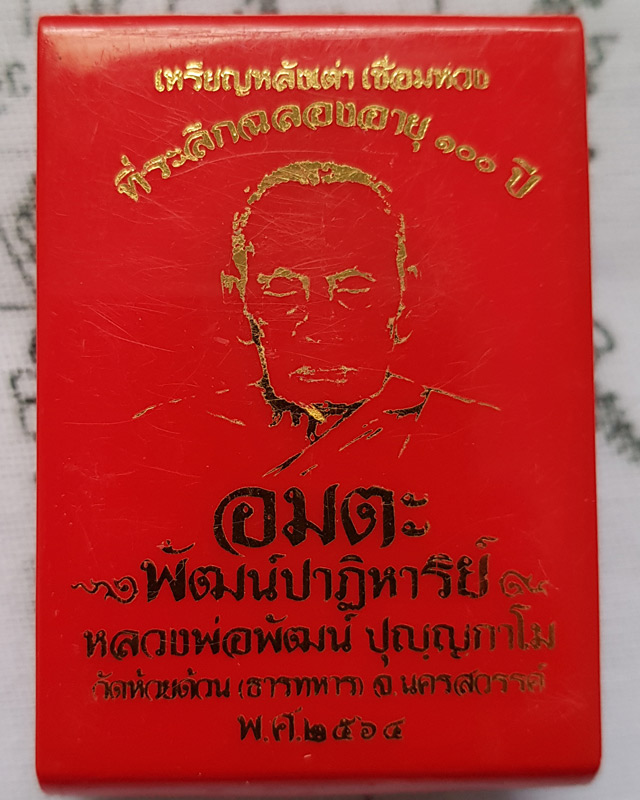 เหรียญหลังเต่า เชื่อมห่วง
ที่ระลึกฉลองอายุ ๑๐๐ ปี
อมตะ
พัฒน์ปาฏิหาริย์
หลวงพ่อพัฒน์ ปุญฺญกาโม
วัดห้วยด้วน (ธารทหาร) จ.นครสวรรค์
พ.ศ.๒๕๖๔